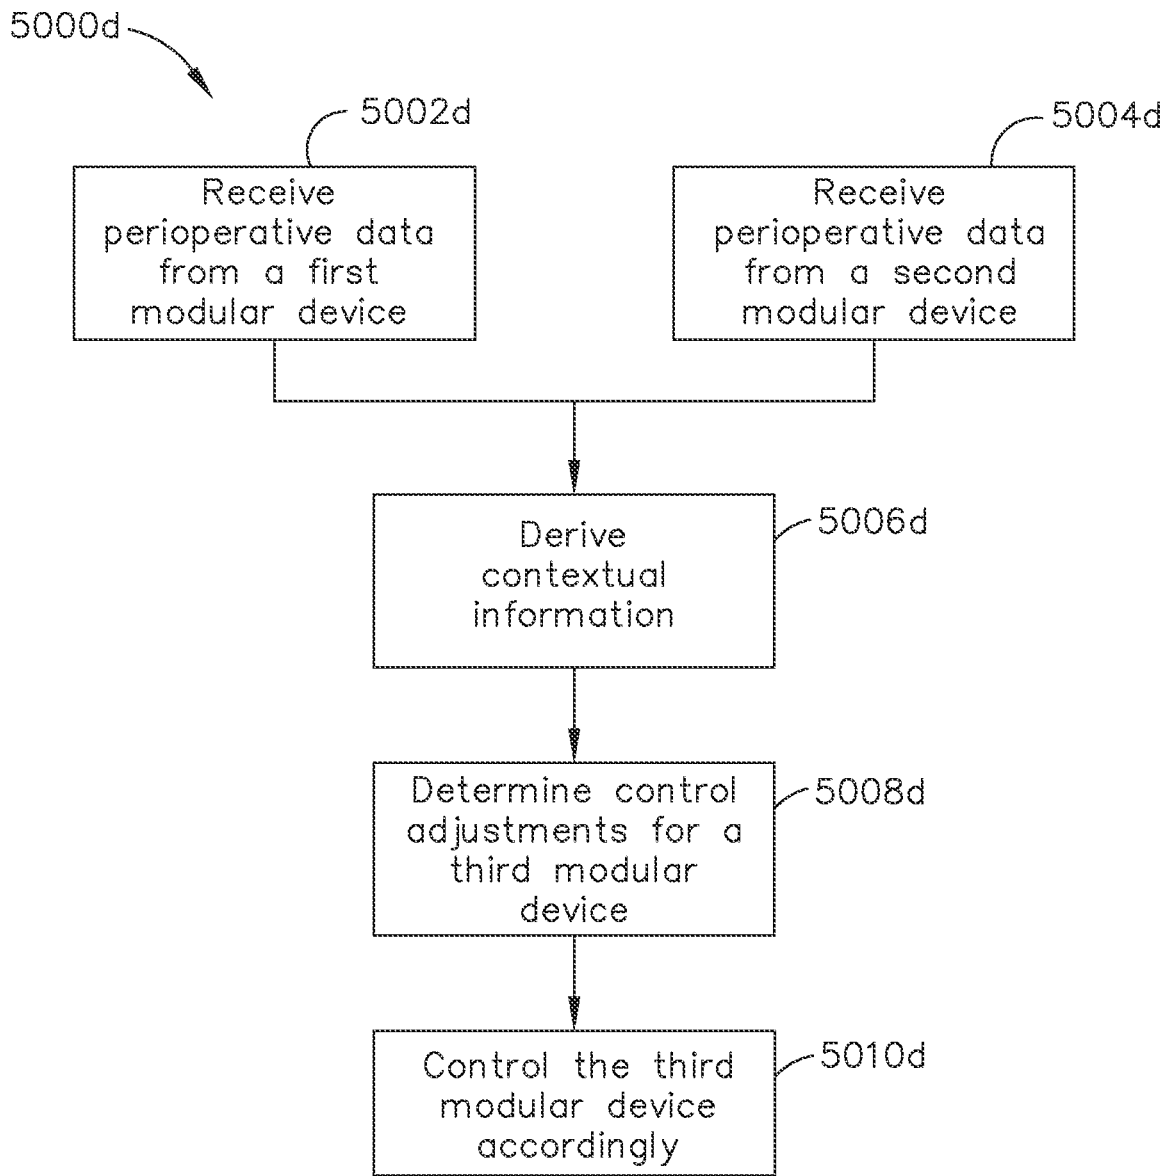 5000d
5002d
5004d
Receive
perioperative data
from a first
modular device
Receive
perioperative data
from a second
modular device
5006d
Derive
contextual
information
5008d
Determine control
adjustments for a
third modular
device
5010d
Control the third
modular device
accordingly